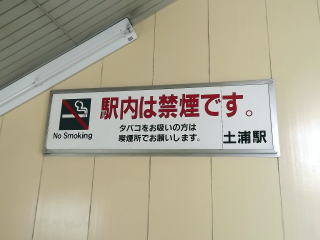 駅内は禁煙です。
No Smoking
タバコをお吸いの方は
喫煙所でお願いします。
土浦駅